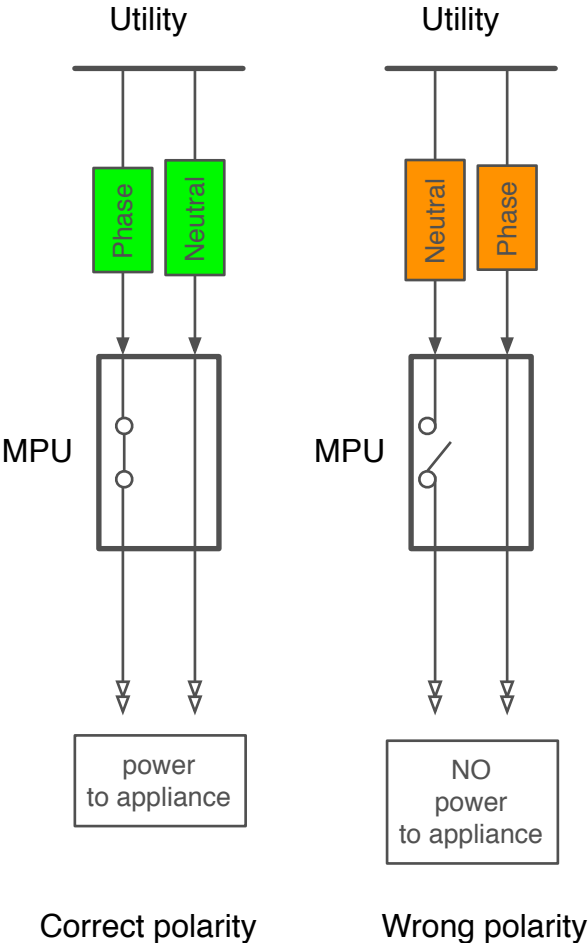 Utility
Utility
Phase
Neutral
Neutral
Phase
MPU
MPU
power
to appliance
NO
power
to appliance
Correct polarity
Wrong polarity